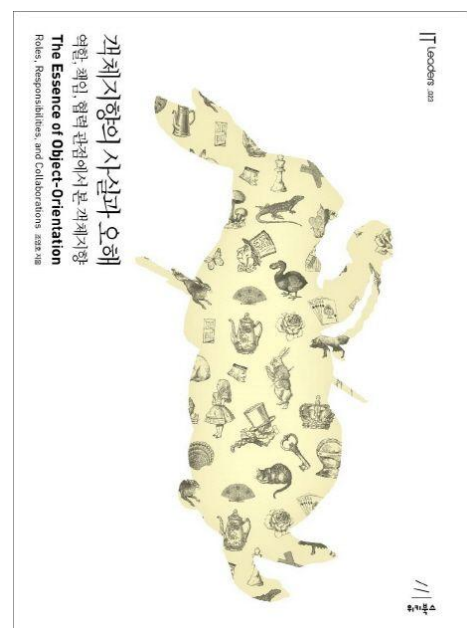 IT Leaders_023
객체지향의 사실과 오해
역할, 책임, 협력 관점에서 본 객체지향
The Essence of Object-Orientation
Roles, Responsibilities, and Collaborations 조영호 지음
위키북스